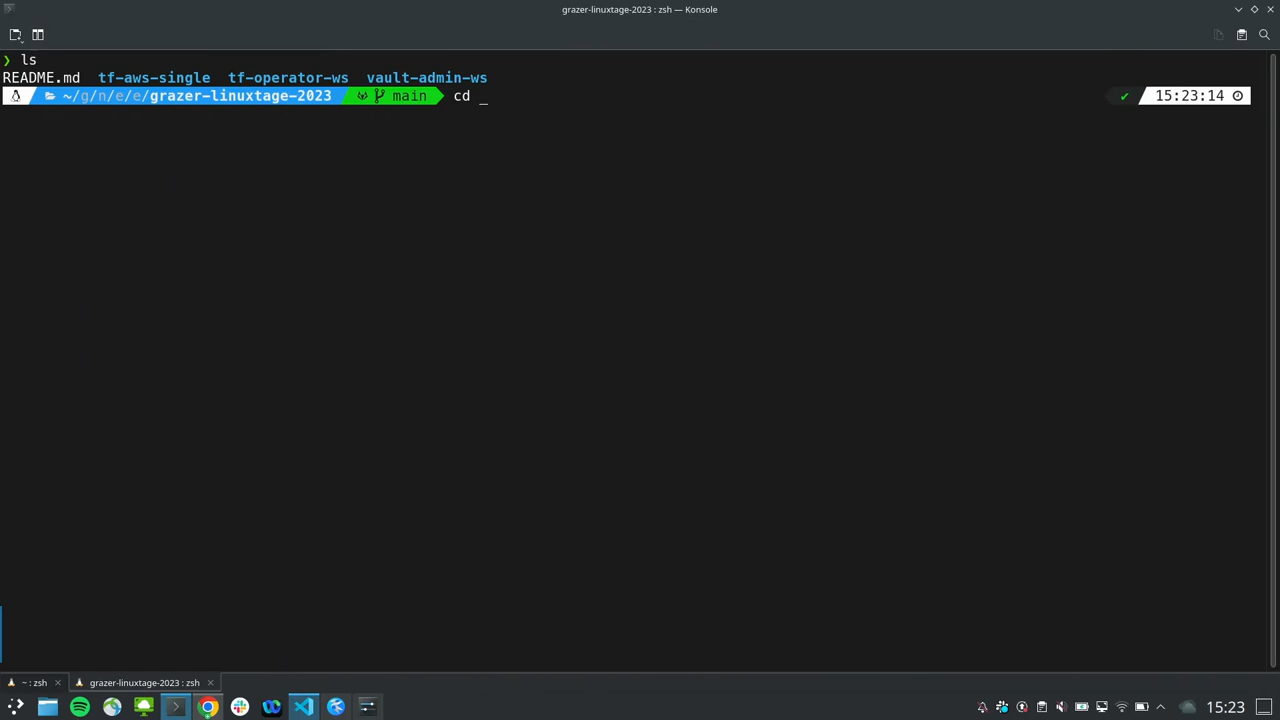 grazer-linuxtage-2023 : zsh — Konsole
❯ ls
README.md tf-aws-single tf-operator-ws vault-admin-ws
~/g/n/e/e/grazer-linuxtage-2023 main cd _ ✔ 15:23:14
~ : zsh grazer-linuxtage-2023 : zsh
15:23